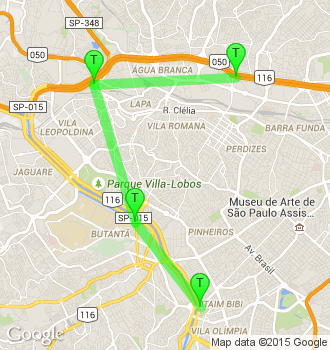 SP-348
050
T
T
050
116
ÁGUA BRANCA
SP-015
LAPA
R. Clélia
VILA
LEOPOLDINA
VILA ROMANA
BARRA FUNDA
PERDIZES
JAGUARE
Parque Villa-Lobos
116
T
SP-015
Museu de Arte de
São Paulo Assis...
BUTANTÃ
PINHEIROS
Av. Brasil
T
ITAIM BIBI
116
VILA OLÍMPIA
Google
Map data ©2015 Google